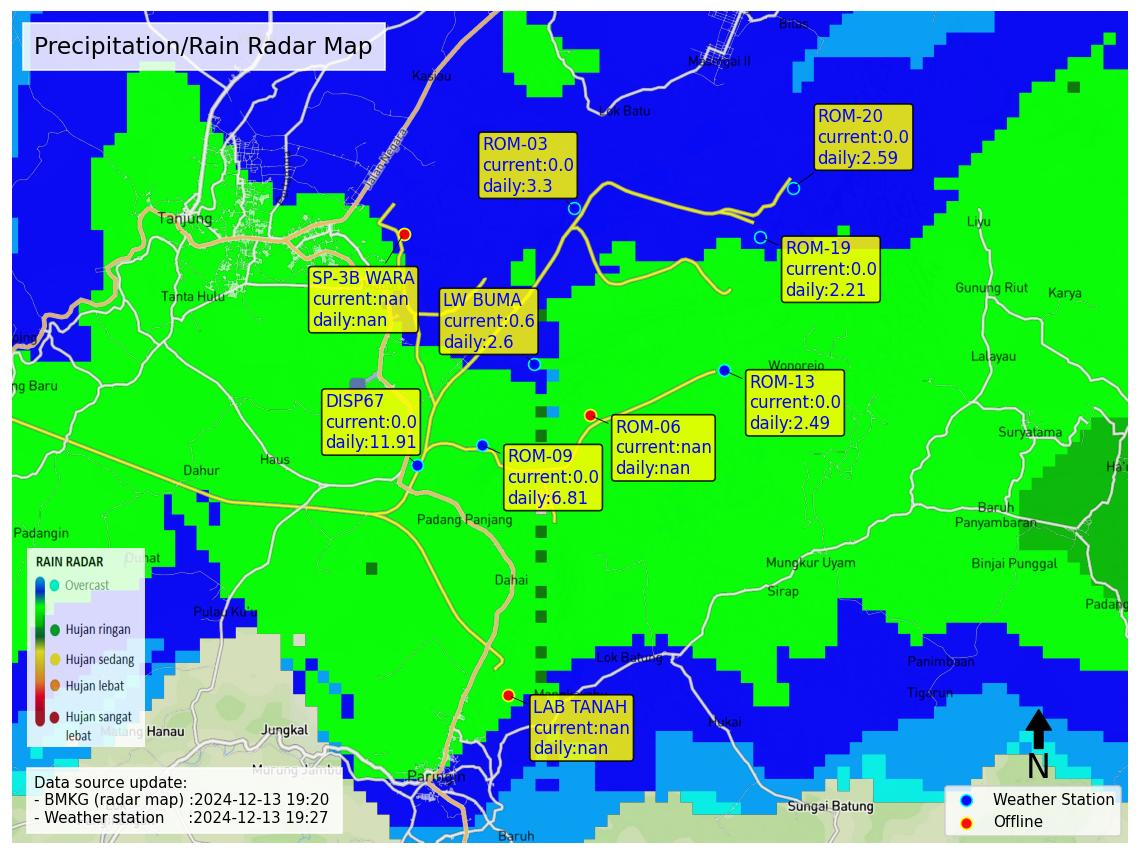 Precipitation/Rain Radar Map
Bilas
Masingai II
Kasiau
Lok Batu
Jalan Negara
ROM-20
current:0.0
daily:2.59
ROM-03
current:0.0
daily:3.3
Tanjung
Liyu
ROM-19
current:0.0
daily:2.21
SP-3B WARA
current:nan
daily:nan
LW BUMA
current:0.6
daily:2.6
Tanta Hulu
Gunung Riut
Karya
Lalayau
Wonorejo
ng Baru
ROM-13
current:0.0
daily:2.49
DISP67
current:0.0
daily:11.91
ROM-06
current:nan
daily:nan
Suryatama
ROM-09
current:0.0
daily:6.81
Haus
Dahur
Padang Panjang
Baruh
Panyambaran
Padangin
RAIN RADAR
Overcast
Hujan ringan
Hujan sedang
Hujan lebat
Hujan sangat
lebat
Mungkur Uyam
Binjai Punggal
Dahai
Sirap
Padang
Pulau Ku'u
Lok Batung
Panimbaan
Tigarun
LAB TANAH
current:nan
daily:nan
Hukai
Manau
Jungkal
Murung Jambu
Paringin
N
Data source update:
- BMKG (radar map) :2024-12-13 19:20
- Weather station :2024-12-13 19:27
Sungai Batung
Weather Station
Offline
Baruh